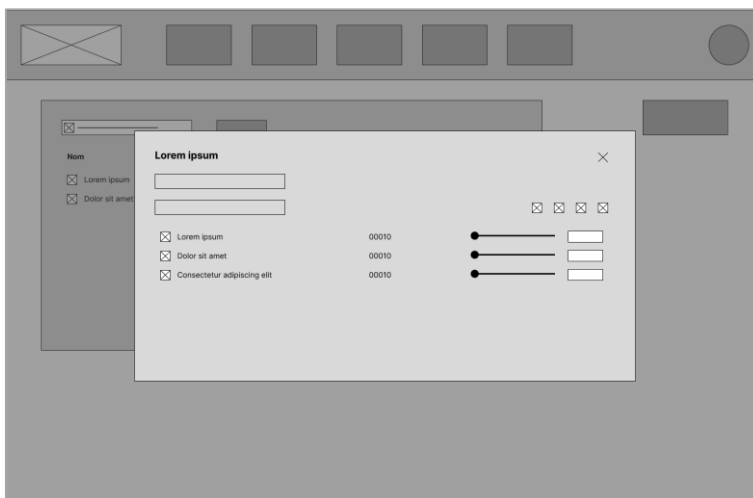 Nom
Lorem ipsum
Dolor sit amet
Lorem ipsum
Lorem ipsum 00010
Dolor sit amet 00010
Consectetur adipiscing elit 00010